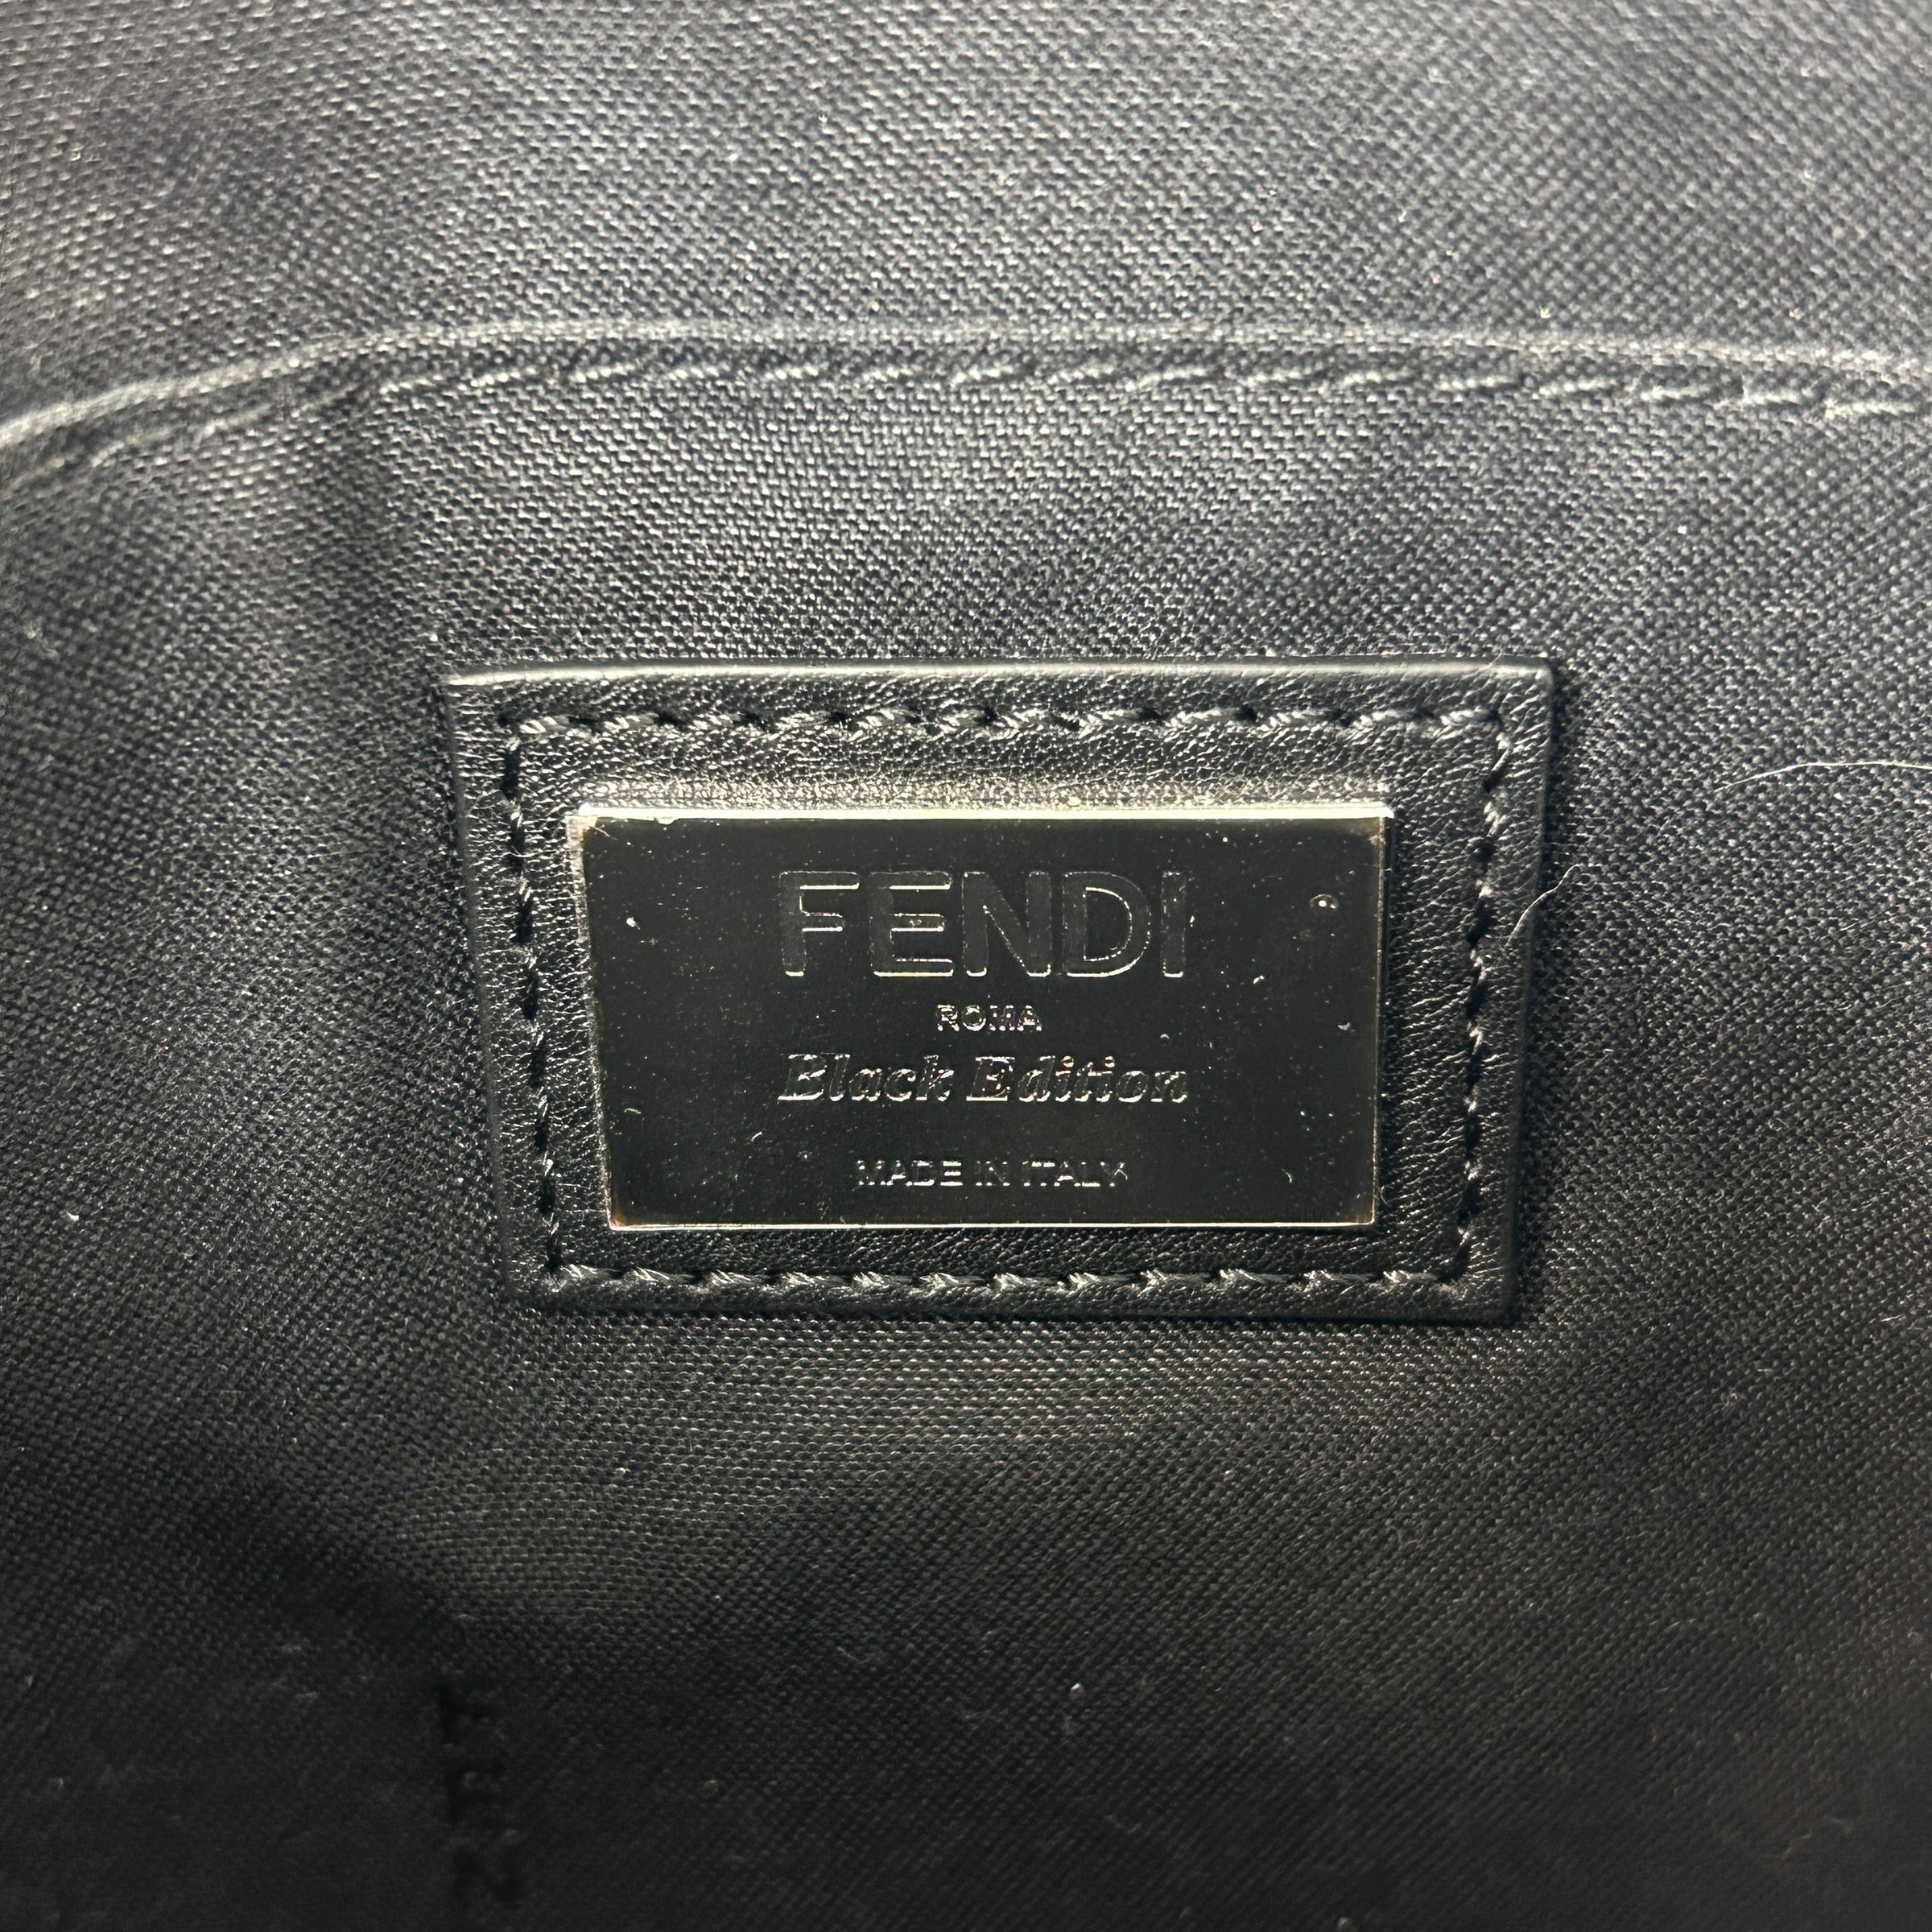 FENDI
ROMA
Black Edition
MADE IN ITALY